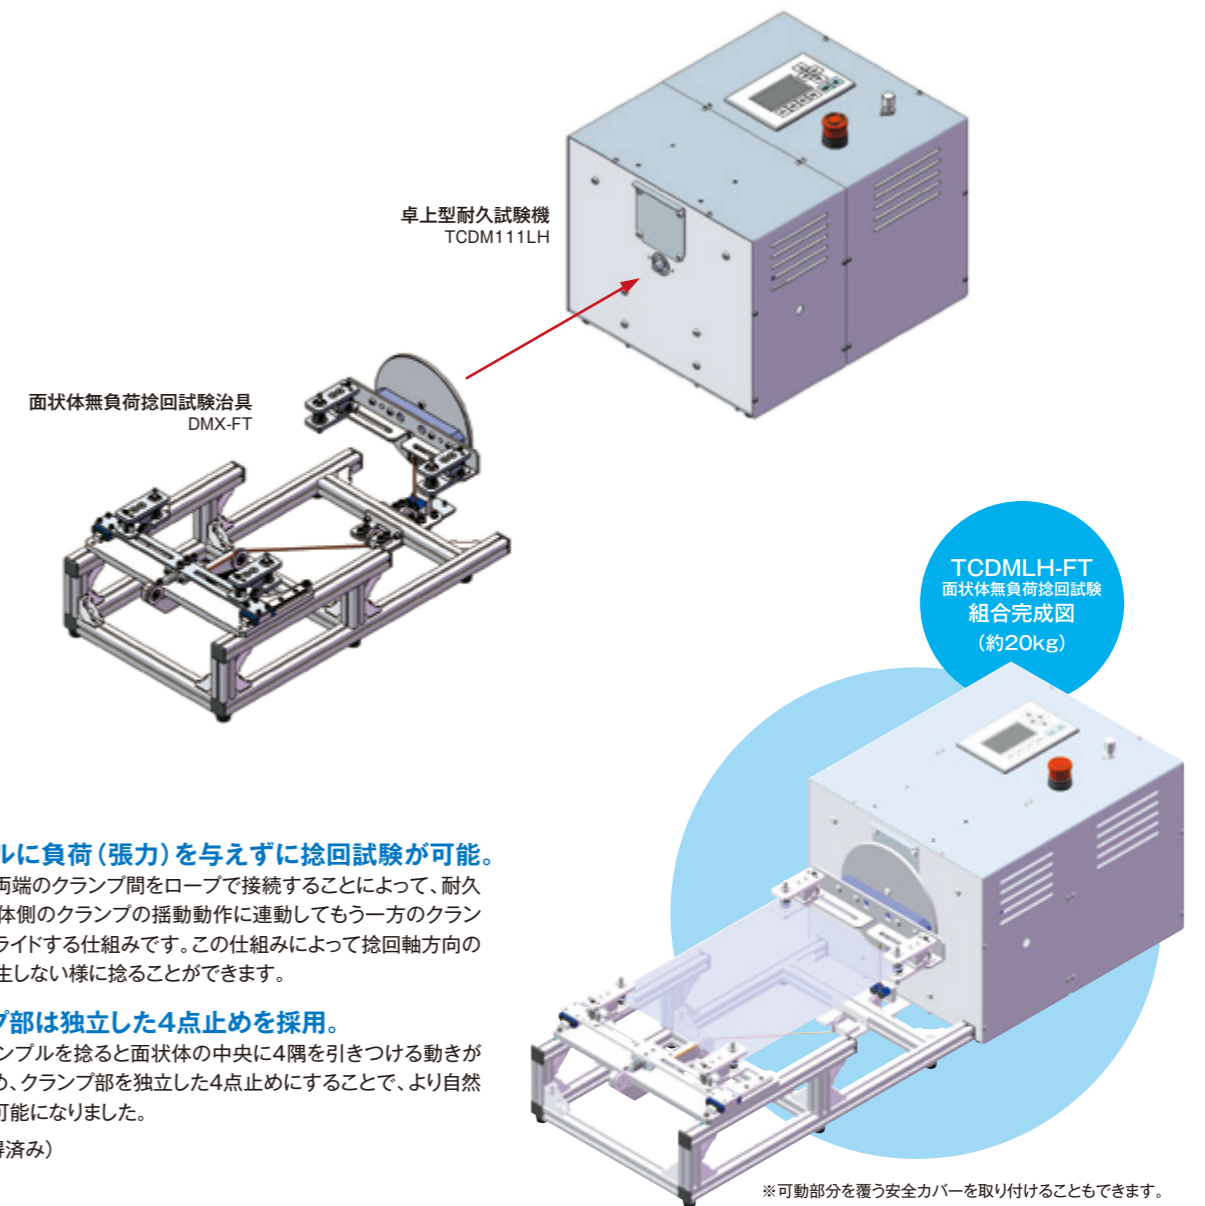 卓上型耐久試験機
TCDM111LH
面状体無負荷捻回試験治具
DMX-FT
TCDMLH-FT
面状体無負荷捻回試験
組合完成図
（約20kg）
ルに負荷（張力）を与えずに捻回試験が可能。
両端のクランプ間をロープで接続することによって、耐久
体側のクランプの揺動動作に連動してもう一方のクラン
ライドする仕組みです。この仕組みによって捻回軸方向の
生しない様に捻ることができます。
プ部は独立した4点止めを採用。
ンプルを捻ると面状体の中央に4隅を引きつける動きが
め、クランプ部を独立した4点止めにすることで、より自然
可能になりました。
得済み）
※可動部分を覆う安全カバーを取り付けることもできます。